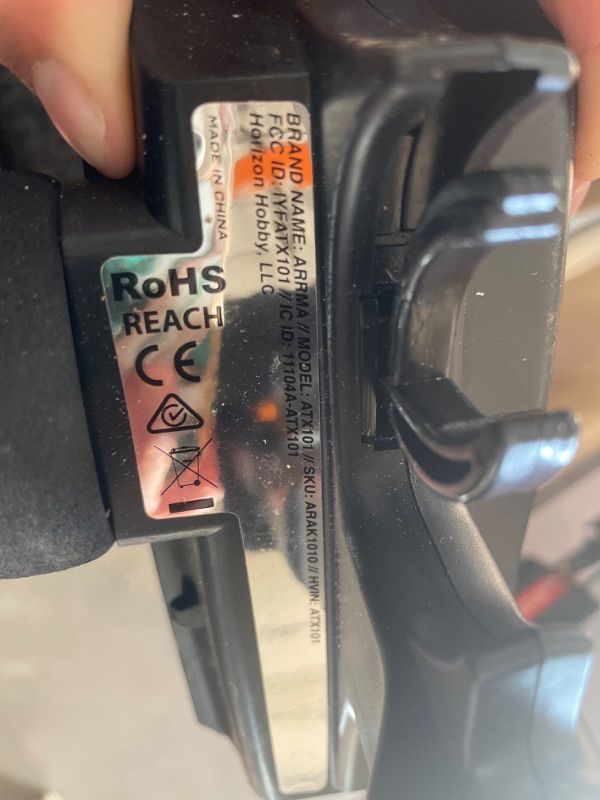 BRAND NAME: ARRMA // MODEL: ATX101 // SKU: ARAK1010 // HVIN: ATX101
FCC ID: IYFATX101 // IC ID: 11104A-ATX101
Horizon Hobby, LLC
MADE IN CHINA
RoHS
REACH
CE